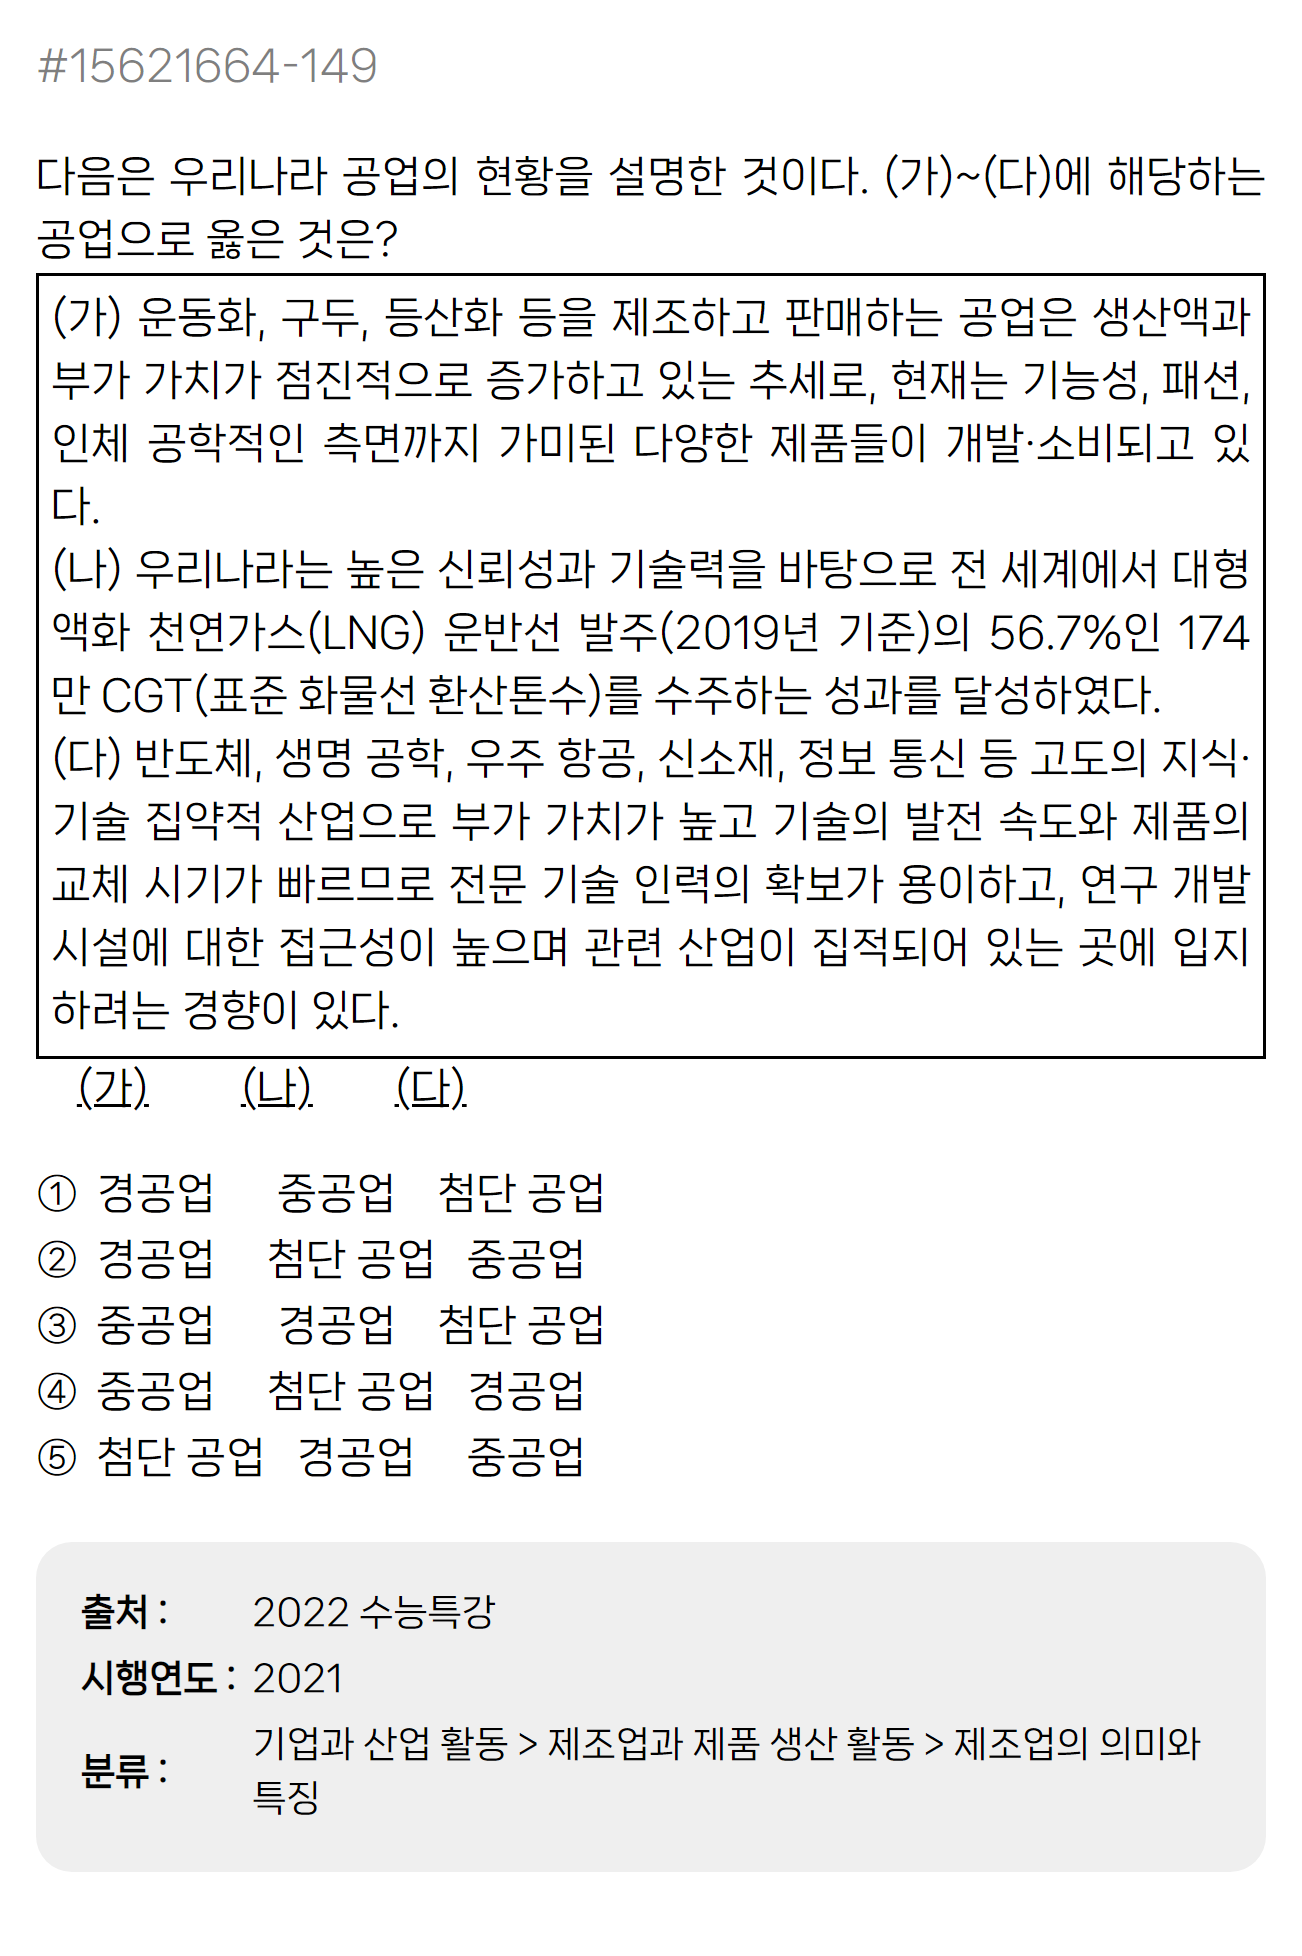 #15621664-149
다음은 우리나라 공업의 현황을 설명한 것이다. (가)~(다)에 해당하는
공업으로 옳은 것은?
(가) 운동화, 구두, 등산화 등을 제조하고 판매하는 공업은 생산액과
부가 가치가 점진적으로 증가하고 있는 추세로, 현재는 기능성, 패션,
인체 공학적인 측면까지 가미된 다양한 제품들이 개발·소비되고 있
다.
(나) 우리나라는 높은 신뢰성과 기술력을 바탕으로 전 세계에서 대형
액화 천연가스(LNG) 운반선 발주(2019년 기준)의 56.7%인 174
만 CGT(표준 화물선 환산톤수)를 수주하는 성과를 달성하였다.
(다) 반도체, 생명 공학, 우주 항공, 신소재, 정보 통신 등 고도의 지식·
기술 집약적 산업으로 부가 가치가 높고 기술의 발전 속도와 제품의
교체 시기가 빠르므로 전문 기술 인력의 확보가 용이하고, 연구 개발
시설에 대한 접근성이 높으며 관련 산업이 집적되어 있는 곳에 입지
하려는 경향이 있다.
(가) (나) (다)
① 경공업 중공업 첨단 공업
② 경공업 첨단 공업 중공업
③ 중공업 경공업 첨단 공업
④ 중공업 첨단 공업 경공업
⑤ 첨단 공업 경공업 중공업
출처 : 2022 수능특강
시행연도 : 2021
분류 : 기업과 산업 활동 > 제조업과 제품 생산 활동 > 제조업의 의미와
특징